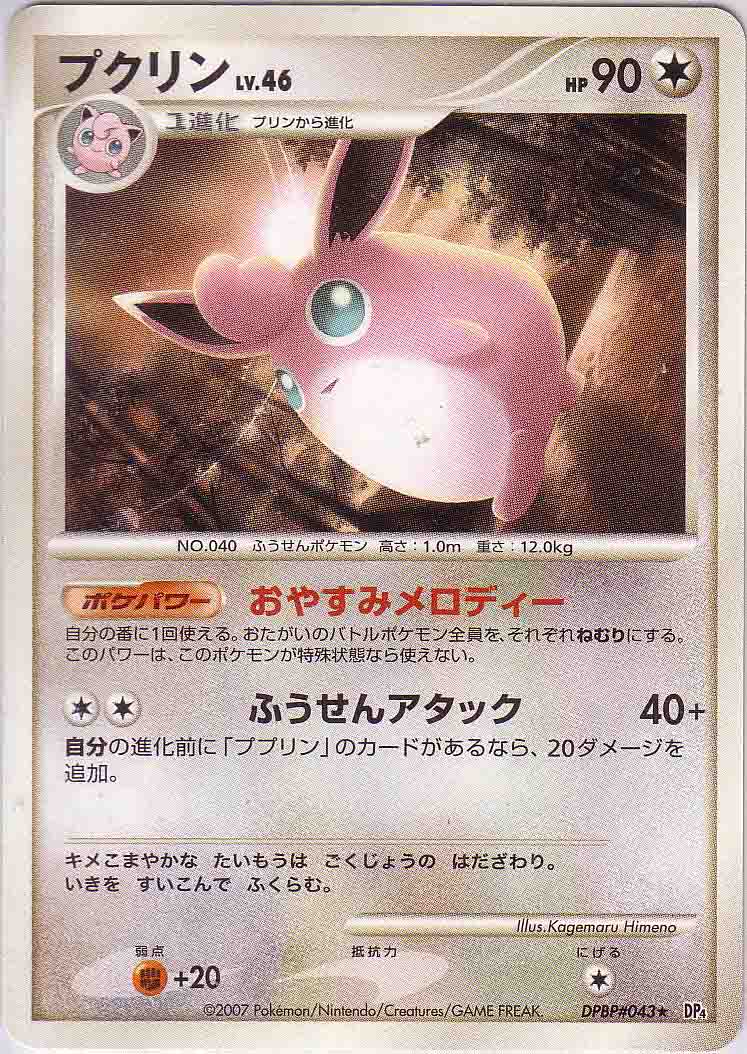 プクリン LV.46 HP 90
1進化 プリンから進化
NO.040 ふうせんポケモン 高さ:1.0m 重さ:12.0kg
ポケパワー おやすみメロディー
自分の番に1回使える。おたがいのバトルポケモン全員を、それぞれねむりにする。
このパワーは、このポケモンが特殊状態なら使えない。
ふうせんアタック 40+
自分の進化前に「ププリン」のカードがあるなら、20ダメージを
追加。
キメこまやかな たいもうは ごくじょうの はだざわり。
いきを すいこんで ふくらむ。
Illus.Kagemaru Himeno
弱点 抵抗力 にげる
+20
©2007 Pokémon/Nintendo/Creatures/GAME FREAK. DPBP#043★ DP4